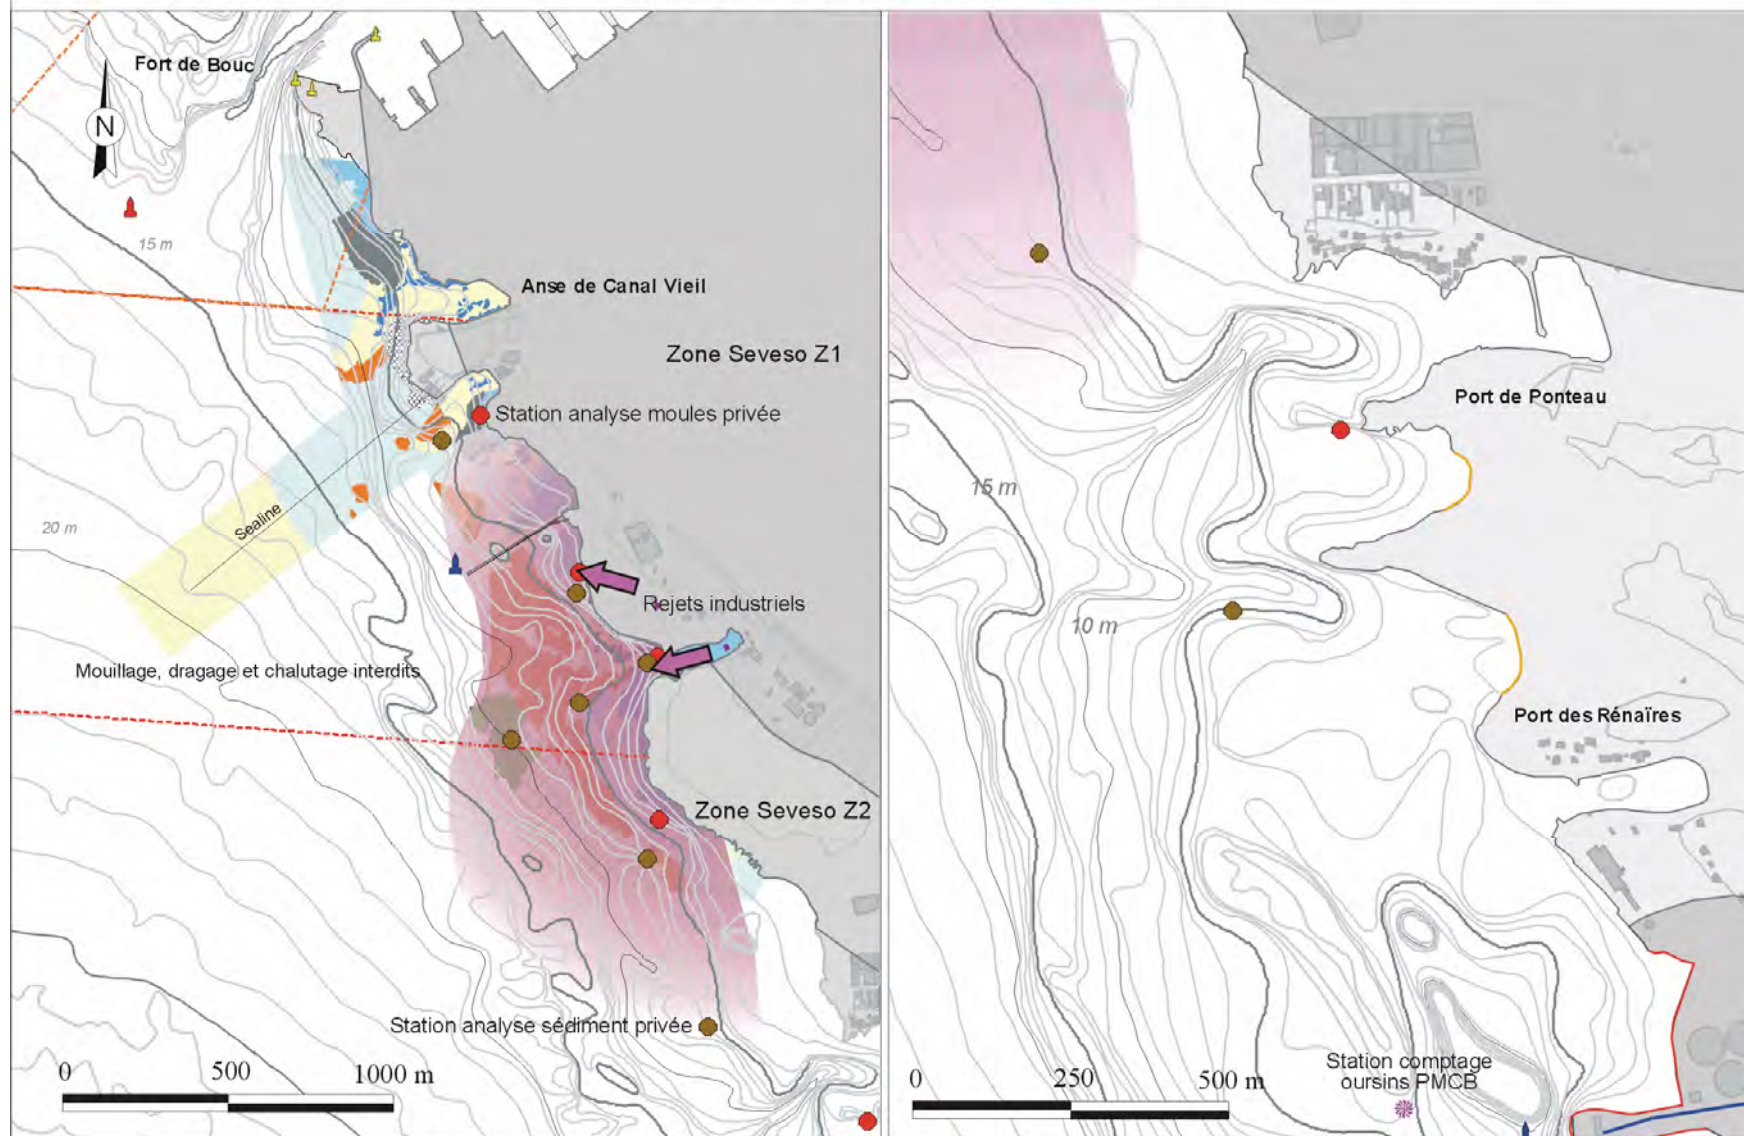 Fort de Bouc
N
15 m
Anse de Canal Vieil
Zone Seveso Z1
Station analyse moules privée
Sealine
20 m
Rejets industriels
Mouillage, dragage et chalutage interdits
Zone Seveso Z2
Station analyse sédiment privée
0 500 1000 m
Port de Ponteau
15 m
10 m
Port des Rénaïres
Station comptage
oursins PMCB
0 250 500 m